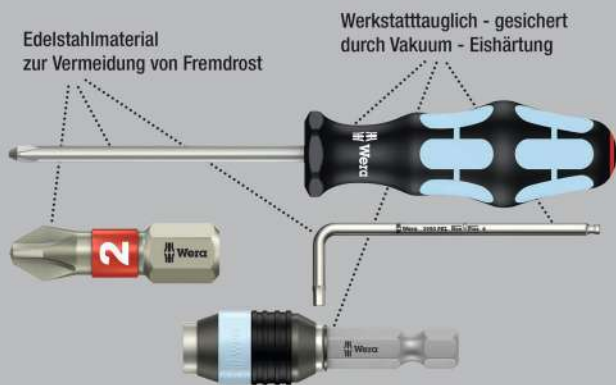 Edelstahlmaterial
zur Vermeidung von Fremdrost
Werkstatttauglich - gesichert
durch Vakuum - Eishärtung
Wera
2
Wera
Wera
Wera